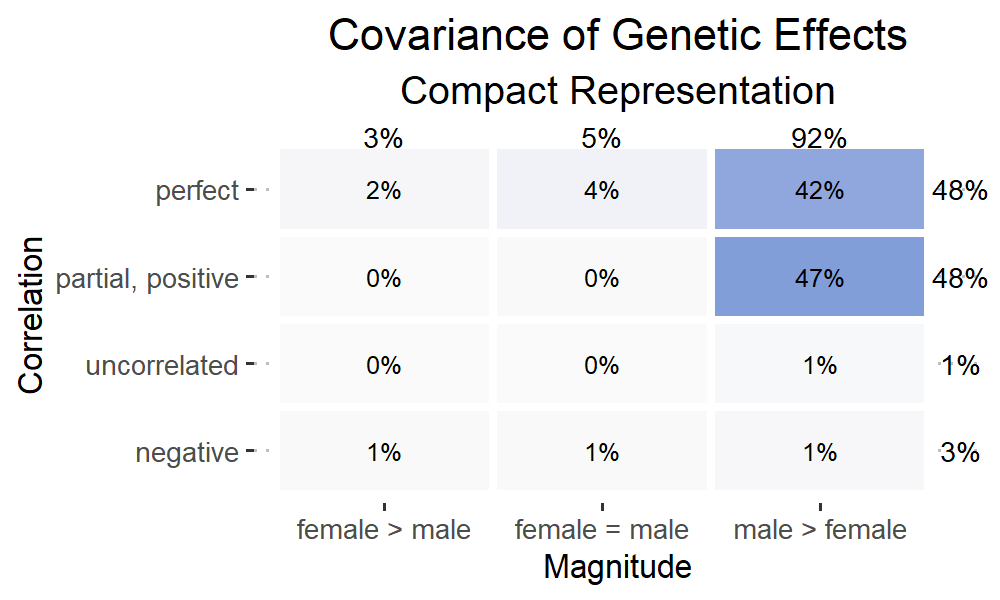 Covariance of Genetic Effects
Compact Representation
3% 5% 92%
perfect 2% 4% 42% 48%
partial, positive 0% 0% 47% 48%
uncorrelated 0% 0% 1% 1%
negative 1% 1% 1% 3%
Correlation
female > male female = male male > female
Magnitude